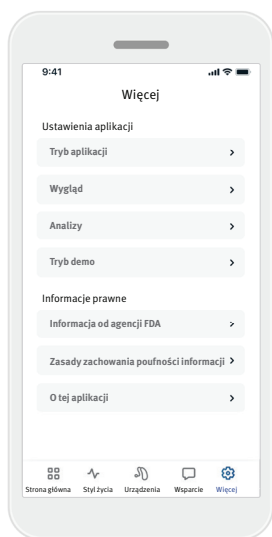 9:41
Więcej
Ustawienia aplikacji
Tryb aplikacji
Wygląd
Analizy
Tryb demo
Informacje prawne
Informacja od agencji FDA
Zasady zachowania poufności informacji
O tej aplikacji
Strona główna Styl życia Urządzenia Wsparcie Więcej